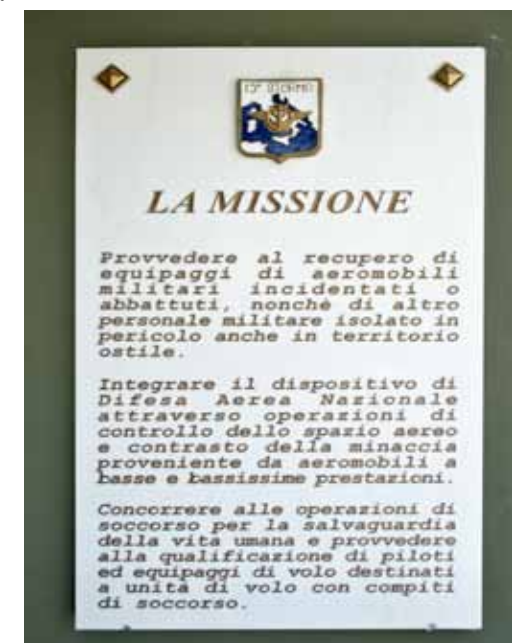 15° STORMO
LA MISSIONE
Provvedere al recupero di
equipaggi di aeromobili
militari incidentati o
abbattuti, nonchè di altro
personale militare isolato in
pericolo anche in territorio
ostile.
Integrare il dispositivo di
Difesa Aerea Nazionale
attraverso operazioni di
controllo dello spazio aereo
e contrasto della minaccia
proveniente da aeromobili a
basse e bassissime prestazioni.
Concorrere alle operazioni di
soccorso per la salvaguardia
della vita umana e provvedere
alla qualificazione di piloti
ed equipaggi di volo destinati
a unità di volo con compiti
di soccorso.